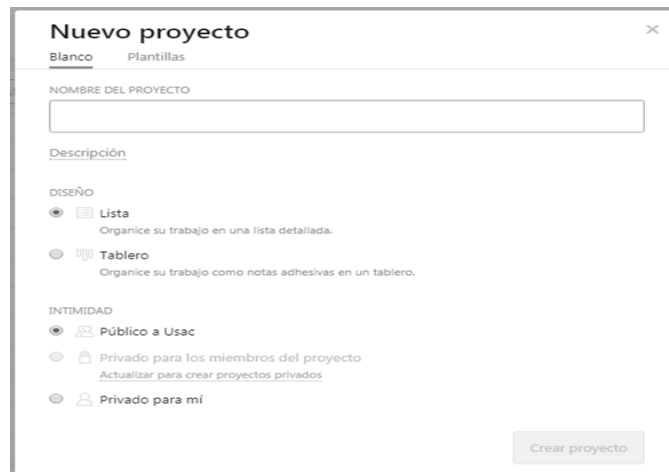 Nuevo proyecto
Blanco Plantillas
NOMBRE DEL PROYECTO
Descripción
DISEÑO
Lista
Organice su trabajo en una lista detallada.
Tablero
Organice su trabajo como notas adhesivas en un tablero.
INTIMIDAD
Público a Usac
Privado para los miembros del proyecto
Actualizar para crear proyectos privados
Privado para mí
Crear proyecto